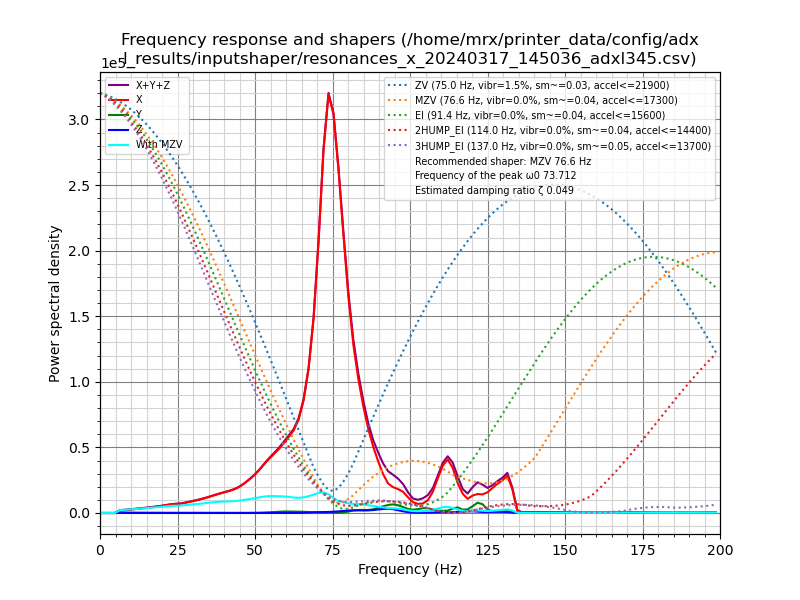 Frequency response and shapers (/home/mrx/printer_data/config/adx
l_results/inputshaper/resonances_x_20240317_145036_adxl345.csv)
1e5
X+Y+Z
X
Y
Z
With MZV
ZV (75.0 Hz, vibr=1.5%, sm~=0.03, accel<=21900)
MZV (76.6 Hz, vibr=0.0%, sm~=0.04, accel<=17300)
EI (91.4 Hz, vibr=0.0%, sm~=0.04, accel<=15600)
2HUMP_EI (114.0 Hz, vibr=0.0%, sm~=0.04, accel<=14400)
3HUMP_EI (137.0 Hz, vibr=0.0%, sm~=0.05, accel<=13700)
Recommended shaper: MZV 76.6 Hz
Frequency of the peak ω0 73.712
Estimated damping ratio ζ 0.049
Power spectral density
3.0
2.5
2.0
1.5
1.0
0.5
0.0
0 25 50 75 100 125 150 175 200
Frequency (Hz)